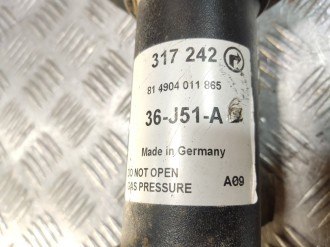 317 242
81 4904 011 865
36-J51-A
Made in Germany
DO NOT OPEN
GAS PRESSURE A09